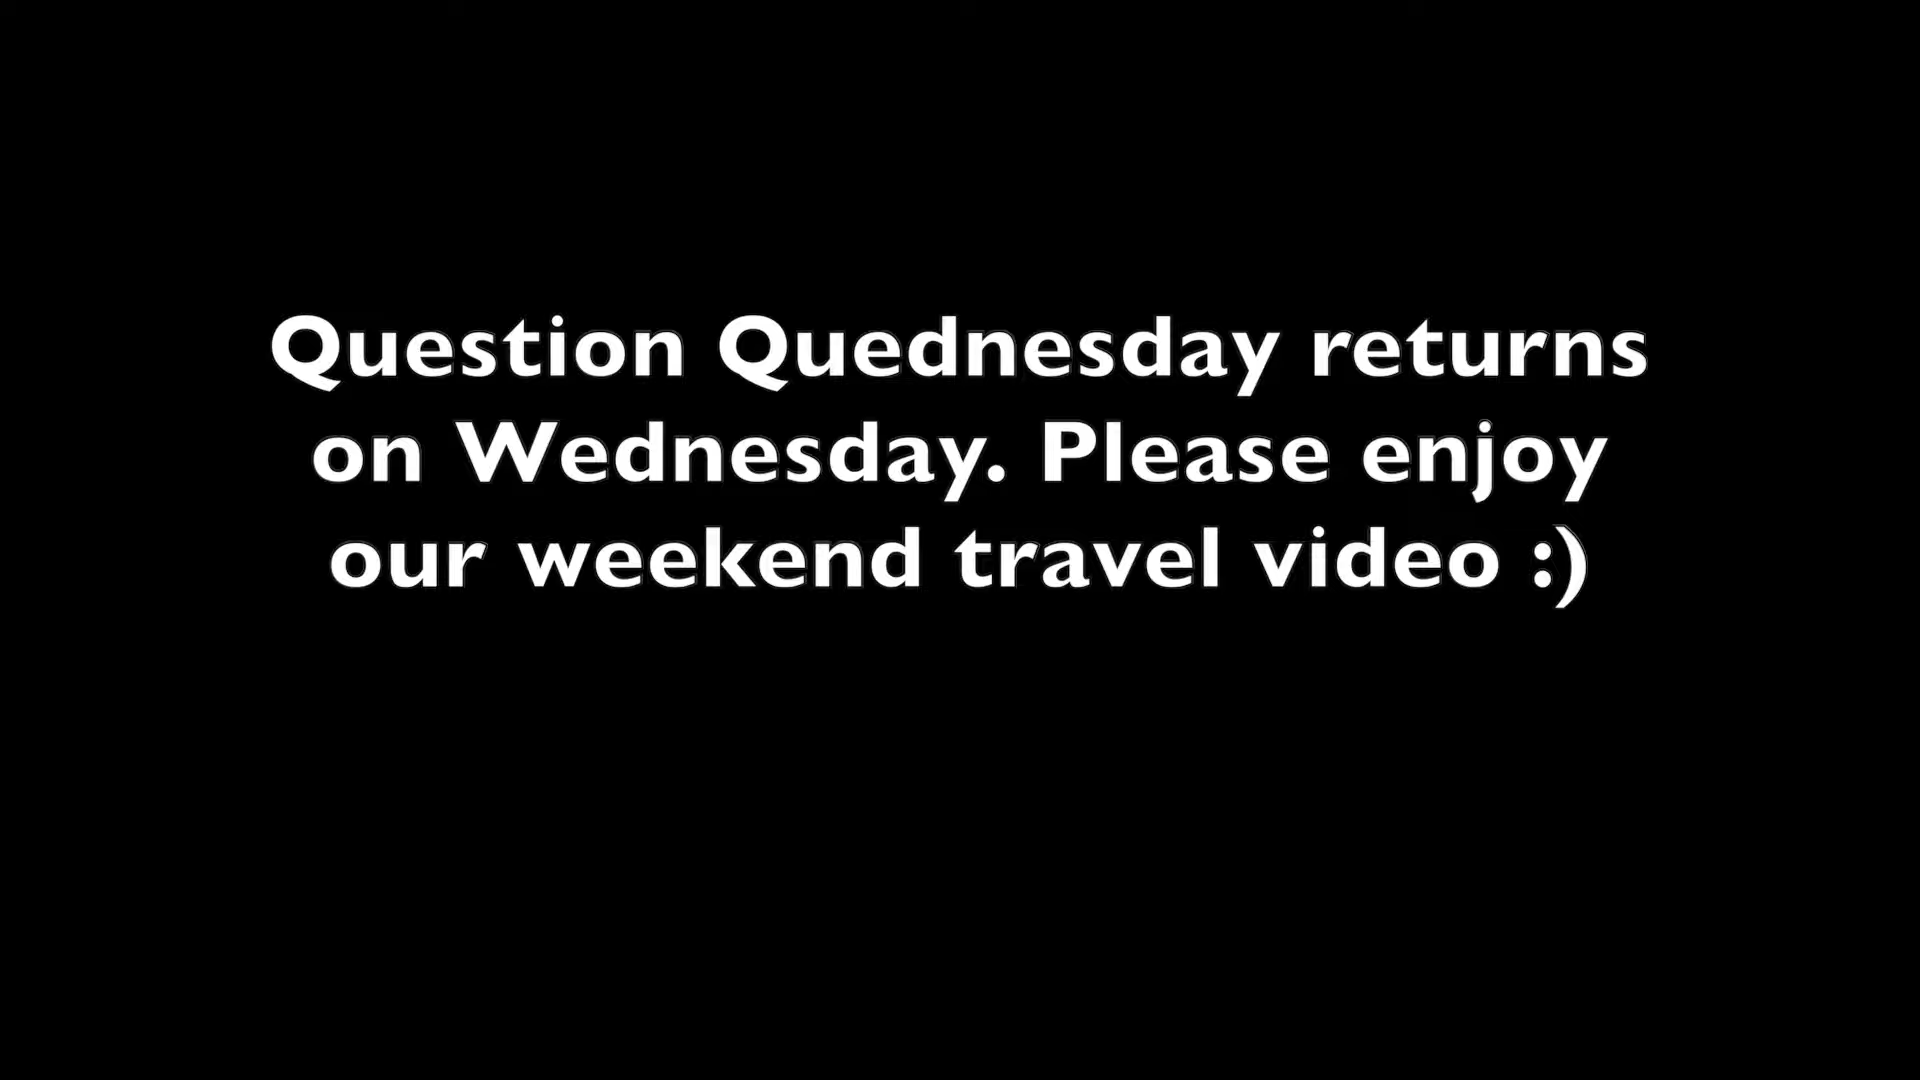 Question Quednesday returns
on Wednesday. Please enjoy
our weekend travel video :)